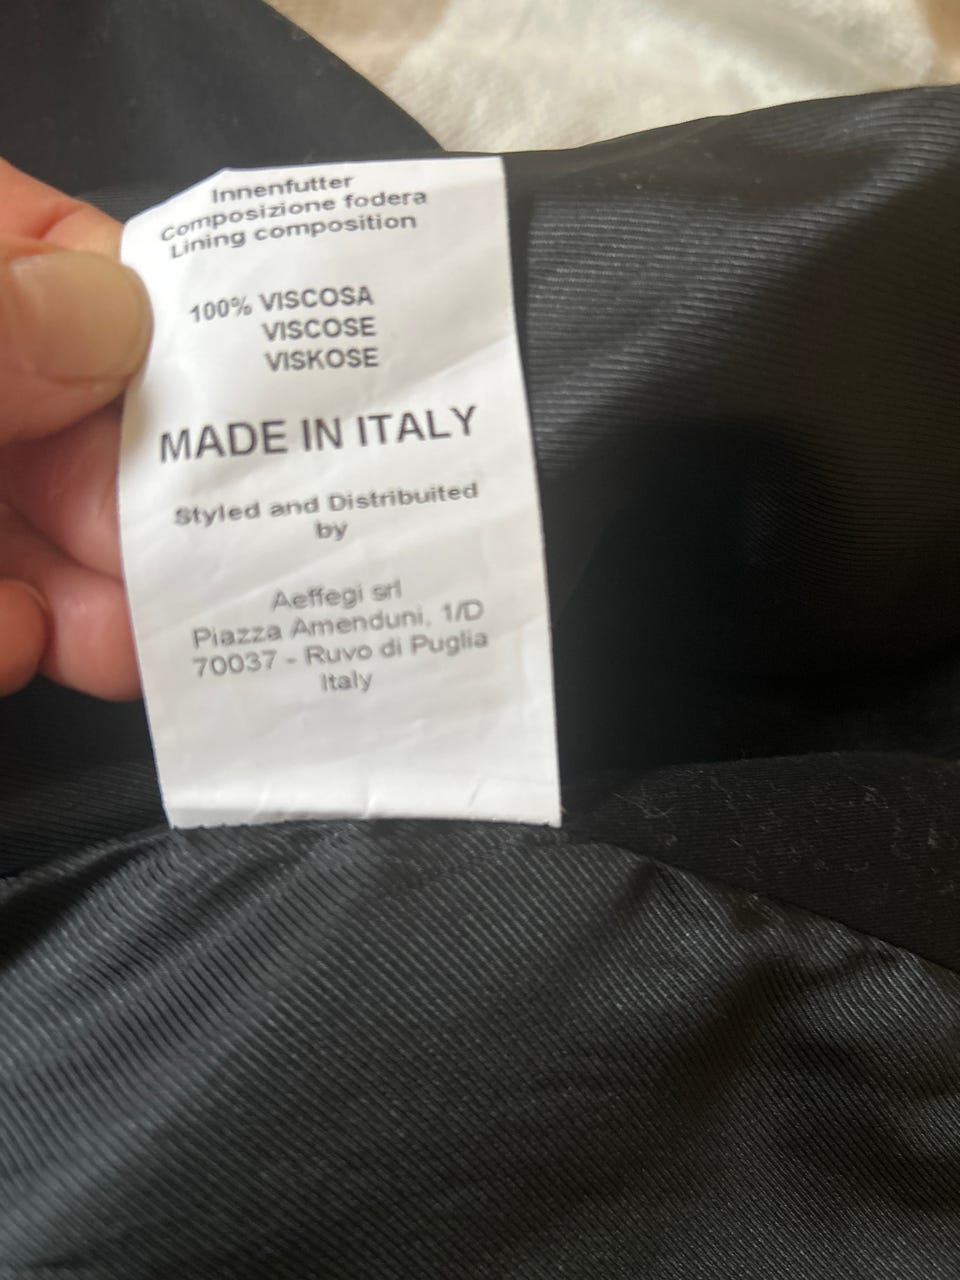 Innenfutter
Composizione fodera
Lining composition
100% VISCOSA
VISCOSE
VISKOSE
MADE IN ITALY
Styled and Distribuited
by
Aeffegi srl
Piazza Amenduni, 1/D
70037 - Ruvo di Puglia
Italy